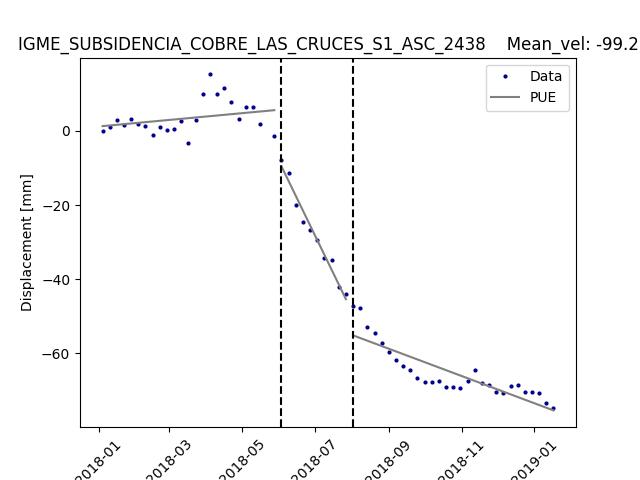 IGME_SUBSIDENCIA_COBRE_LAS_CRUCES_S1_ASC_2438 Mean_vel: -99.2
Data
PUE
Displacement [mm]
0
−20
−40
−60
2018-01
2018-03
2018-05
2018-07
2018-09
2018-11
2019-01